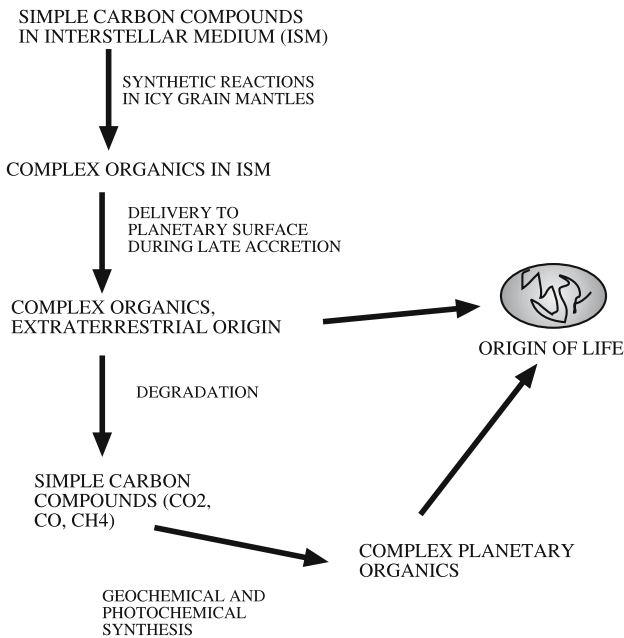 SIMPLE CARBON COMPOUNDS
IN INTERSTELLAR MEDIUM (ISM)
SYNTHETIC REACTIONS
IN ICY GRAIN MANTLES
COMPLEX ORGANICS IN ISM
DELIVERY TO
PLANETARY SURFACE
DURING LATE ACCRETION
COMPLEX ORGANICS,
EXTRATERRESTRIAL ORIGIN
ORIGIN OF LIFE
DEGRADATION
SIMPLE CARBON
COMPOUNDS (CO2,
CO, CH4)
COMPLEX PLANETARY
ORGANICS
GEOCHEMICAL AND
PHOTOCHEMICAL
SYNTHESIS